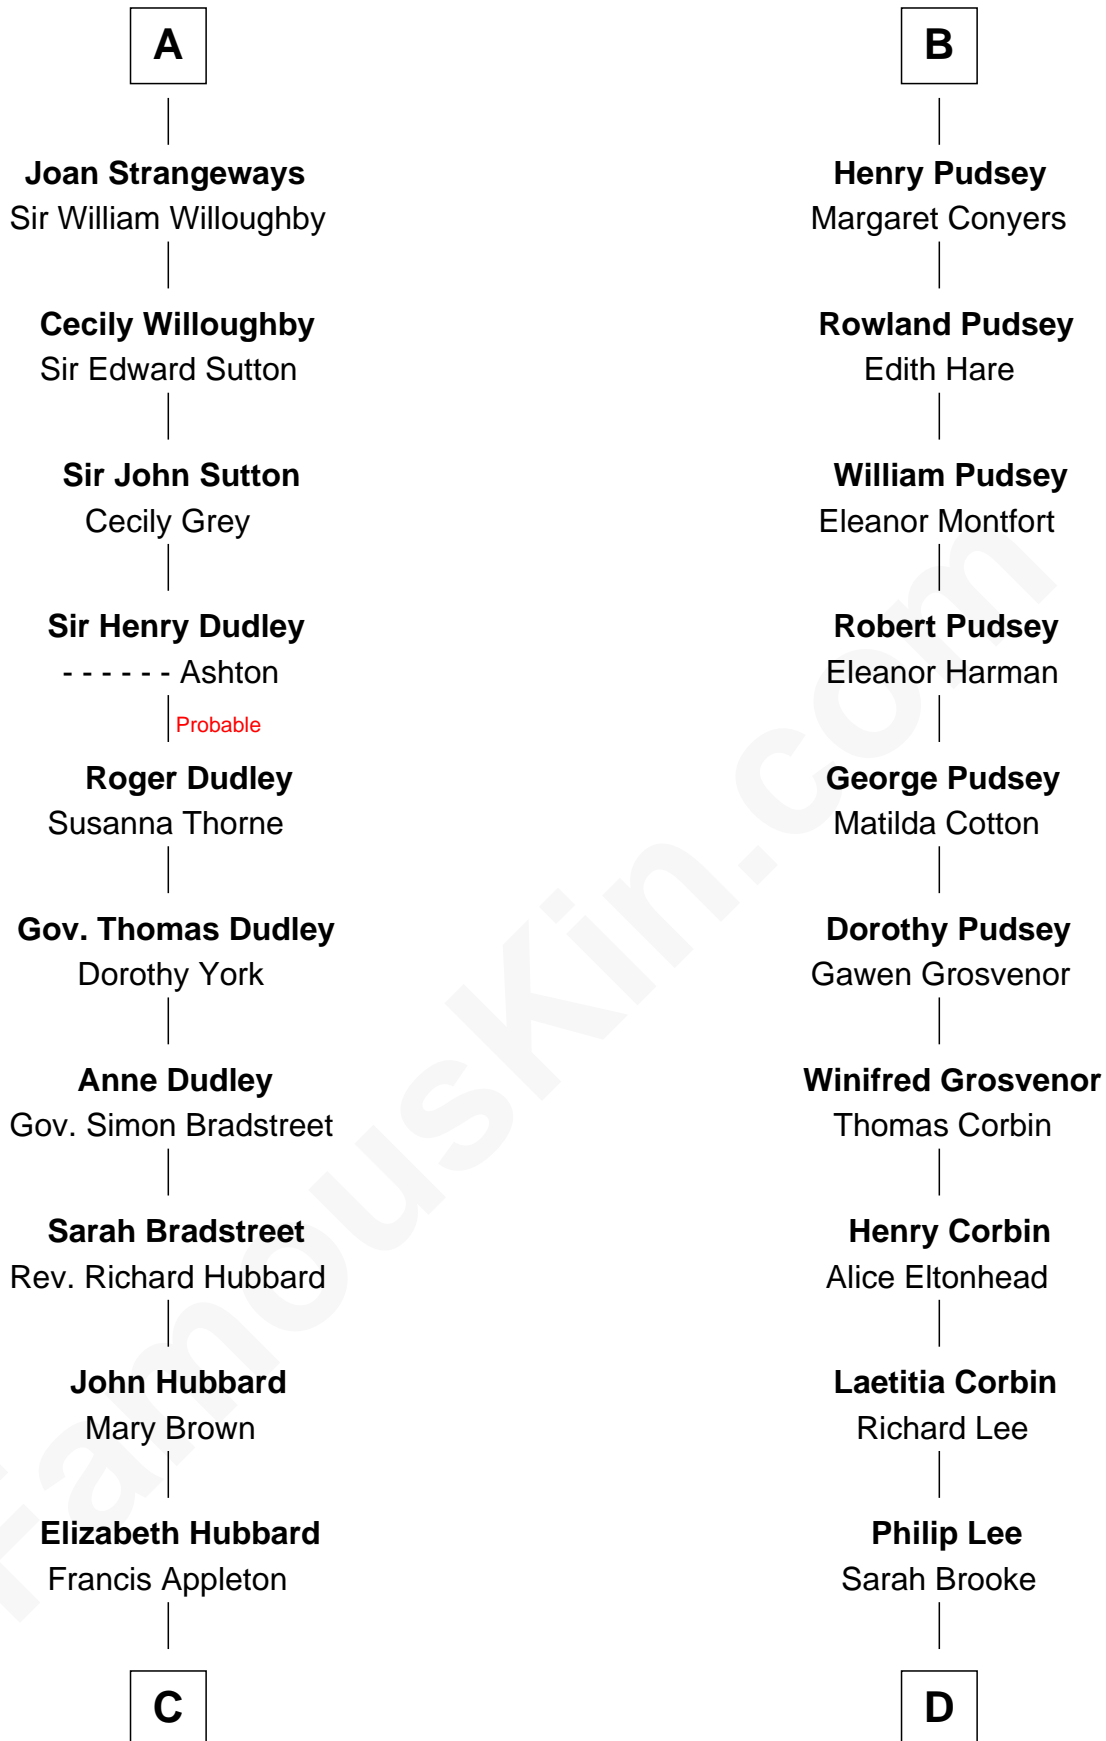 A
Joan Strangeways
Sir William Willoughby
Cecily Willoughby
Sir Edward Sutton
Sir John Sutton
Cecily Grey
Sir Henry Dudley
- - - - - - Ashton
Probable
Roger Dudley
Susanna Thorne
Gov. Thomas Dudley
Dorothy York
Anne Dudley
Gov. Simon Bradstreet
Sarah Bradstreet
Rev. Richard Hubbard
John Hubbard
Mary Brown
Elizabeth Hubbard
Francis Appleton
C
B
Henry Pudsey
Margaret Conyers
Rowland Pudsey
Edith Hare
William Pudsey
Eleanor Montfort
Robert Pudsey
Eleanor Harman
George Pudsey
Matilda Cotton
Dorothy Pudsey
Gawen Grosvenor
Winifred Grosvenor
Thomas Corbin
Henry Corbin
Alice Eltonhead
Laetitia Corbin
Richard Lee
Philip Lee
Sarah Brooke
D
FamousKin.com